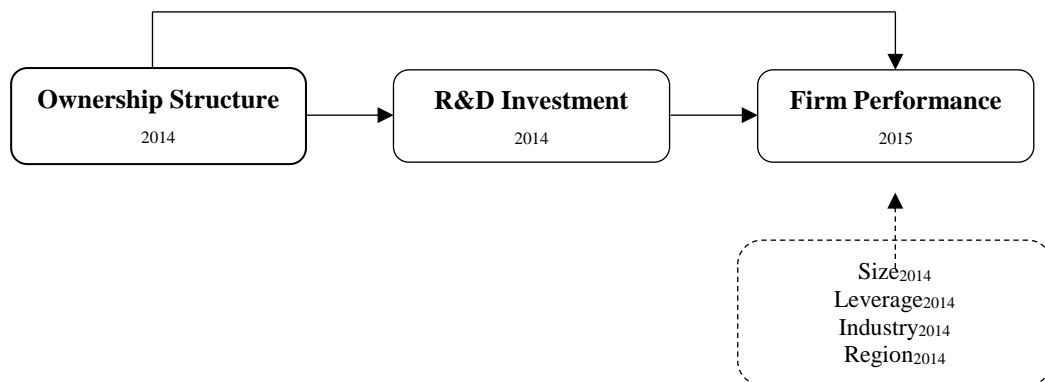 Ownership Structure
2014
R&D Investment
2014
Firm Performance
2015
Size2014
Leverage2014
Industry2014
Region2014